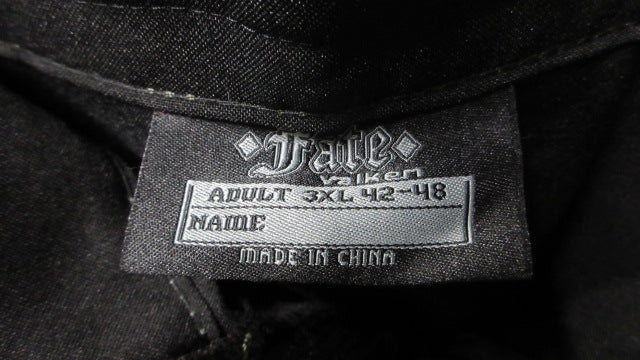 Fate
Valken
ADULT 3XL 42-48
NAME
MADE IN CHINA